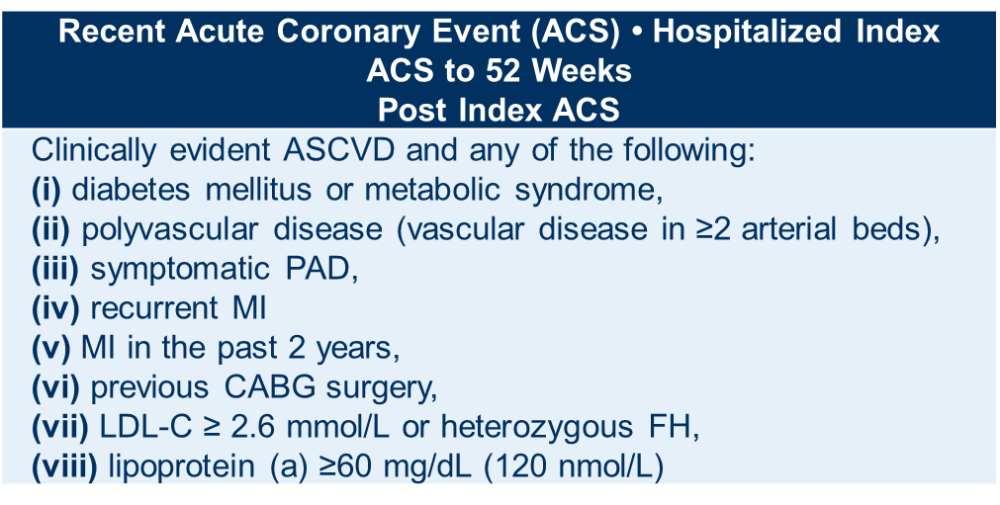 Recent Acute Coronary Event (ACS) • Hospitalized Index
ACS to 52 Weeks
Post Index ACS
Clinically evident ASCVD and any of the following:
(i) diabetes mellitus or metabolic syndrome,
(ii) polyvascular disease (vascular disease in ≥2 arterial beds),
(iii) symptomatic PAD,
(iv) recurrent MI
(v) MI in the past 2 years,
(vi) previous CABG surgery,
(vii) LDL-C ≥ 2.6 mmol/L or heterozygous FH,
(viii) lipoprotein (a) ≥60 mg/dL (120 nmol/L)